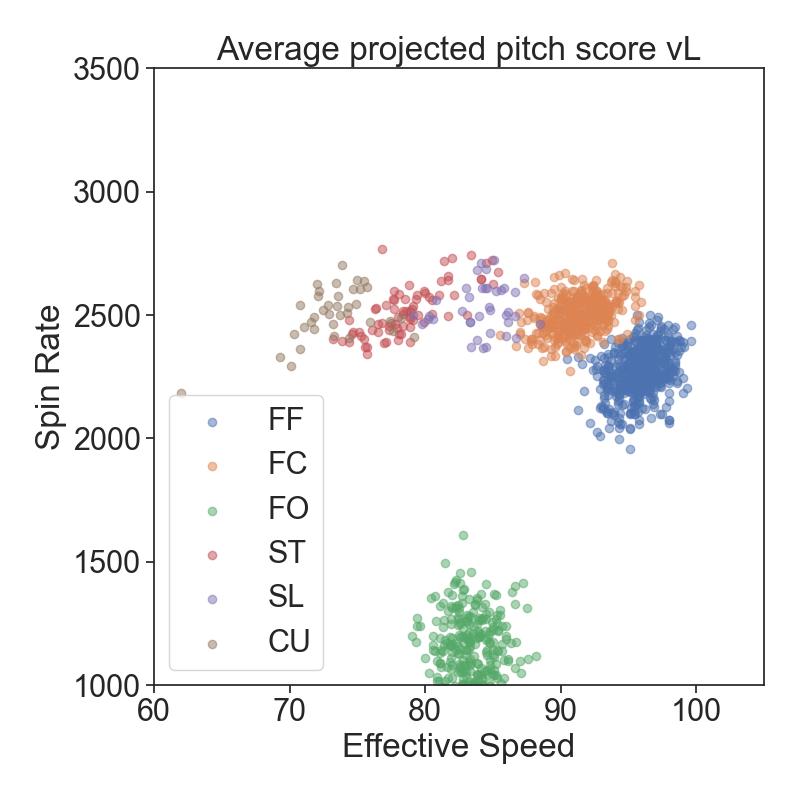 Average projected pitch score vL
3500
3000
2500
2000
1500
1000
Spin Rate
FF
FC
FO
ST
SL
CU
60 70 80 90 100
Effective Speed